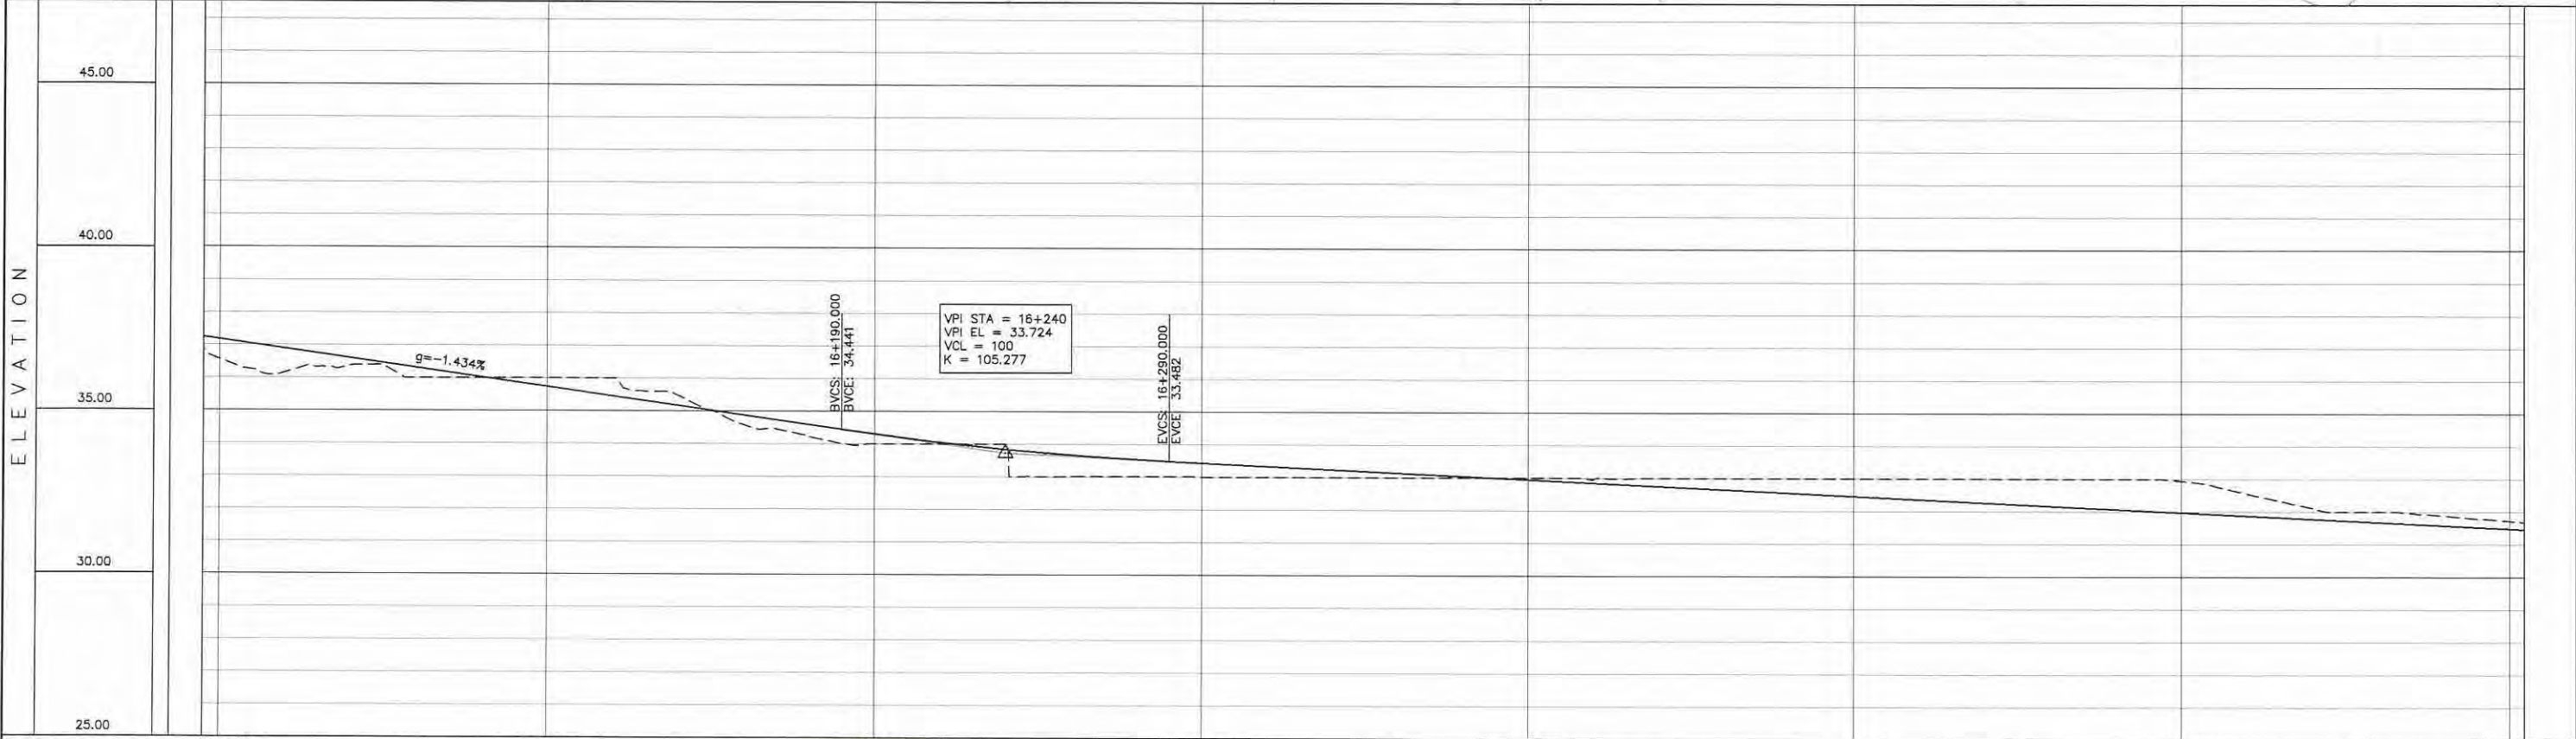 ELEVATION
45.00
40.00
35.00
30.00
25.00
g=-1.434%
BVCS: 16+190.000
BVCE: 34.441
VPI STA = 16+240
VPI EL = 33.724
VCL = 100
K = 105.277
EVCS: 16+290.000
EVCE 33.482